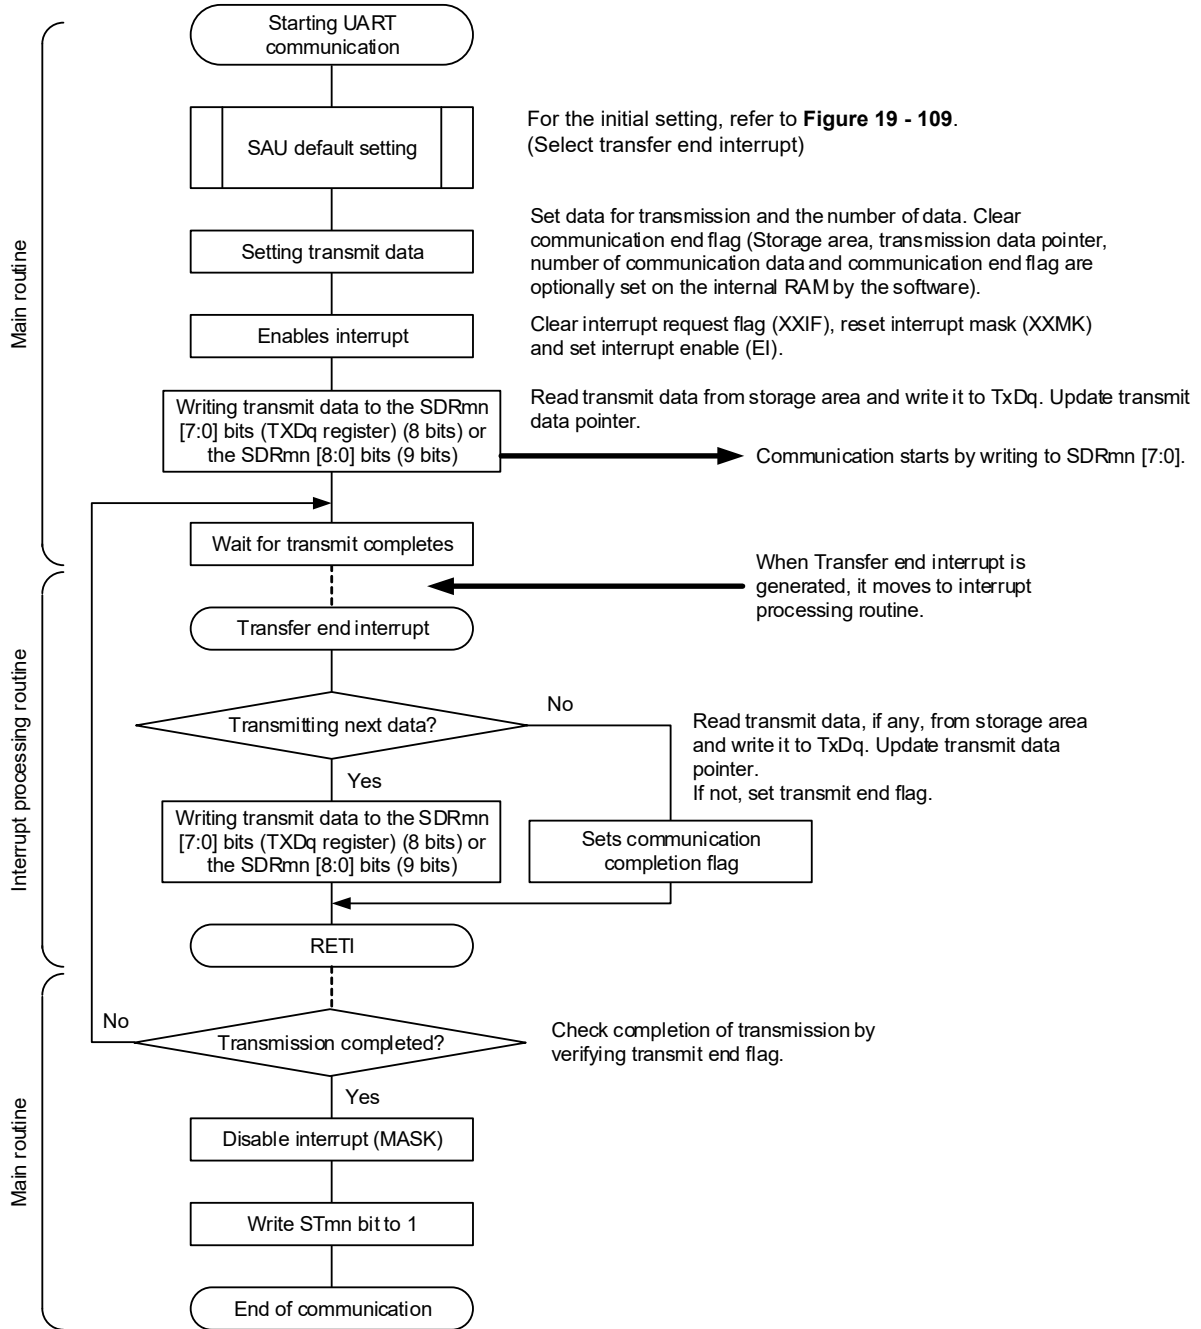 Starting UART
communication
SAU default setting
For the initial setting, refer to Figure 19 - 109.
(Select transfer end interrupt)
Setting transmit data
Set data for transmission and the number of data. Clear
communication end flag (Storage area, transmission data pointer,
number of communication data and communication end flag are
optionally set on the internal RAM by the software).
Main routine
Enables interrupt
Clear interrupt request flag (XXIF), reset interrupt mask (XXMK)
and set interrupt enable (EI).
Writing transmit data to the SDRmn
[7:0] bits (TXDq register) (8 bits) or
the SDRmn [8:0] bits (9 bits)
Read transmit data from storage area and write it to TxDq. Update transmit
data pointer.
Communication starts by writing to SDRmn [7:0].
Wait for transmit completes
When Transfer end interrupt is
generated, it moves to interrupt
processing routine.
Transfer end interrupt
Interrupt processing routine
Transmitting next data?
No
Yes
Read transmit data, if any, from storage area
and write it to TxDq. Update transmit data
pointer.
If not, set transmit end flag.
Writing transmit data to the SDRmn
[7:0] bits (TXDq register) (8 bits) or
the SDRmn [8:0] bits (9 bits)
Sets communication
completion flag
RETI
No
Transmission completed?
Check completion of transmission by
verifying transmit end flag.
Yes
Main routine
Disable interrupt (MASK)
Write STmn bit to 1
End of communication